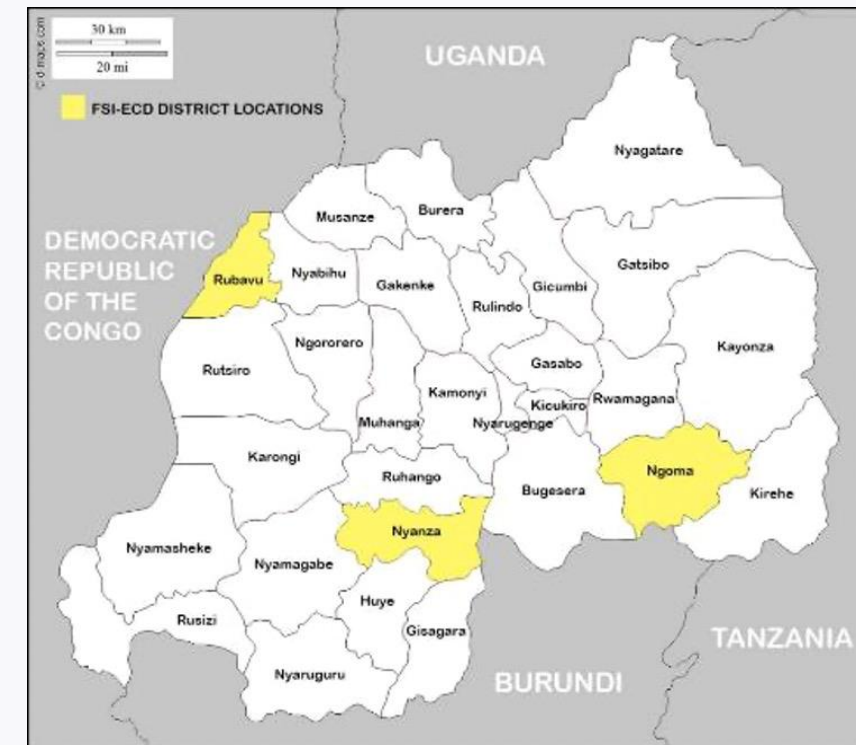 © d-maps.com
30 km
20 mi
FSI-ECD DISTRICT LOCATIONS
UGANDA
Nyagatare
Musanze
Burera
DEMOCRATIC
REPUBLIC
OF THE
CONGO
Rubavu
Nyabihu
Gakenke
Rulindo
Gicumbi
Gatsibo
Rutsiro
Ngororero
Gasabo
Kayonza
Kamonyi
Kicukiro
Rwamagana
Muhanga
Nyarugenge
Karongi
Ruhango
Bugesera
Ngoma
Kirehe
Nyanza
Nyamasheke
Nyamagabe
Huye
Rusizi
Gisagara
TANZANIA
Nyaruguru
BURUNDI